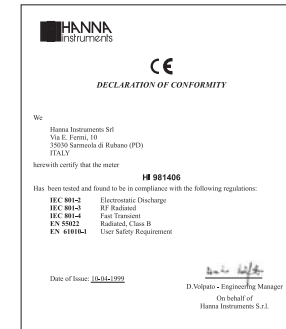 HANNA
instruments
CE
DECLARATION OF CONFORMITY
We
Hanna Instruments Srl
Via E. Fermi, 10
35030 Sarmeola di Rubano (PD)
ITALY
herewith certify that the meter
HI 981406
Has been tested and found to be in compliance with the following regulations:
IEC 801-2 Electrostatic Discharge
IEC 801-3 RF Radiated
IEC 801-4 Fast Transient
EN 55022 Radiated, Class B
EN 61010-1 User Safety Requirement
Date of Issue: 10-04-1999
D.Volpato - Engineering Manager
On behalf of
Hanna Instruments S.r.l.